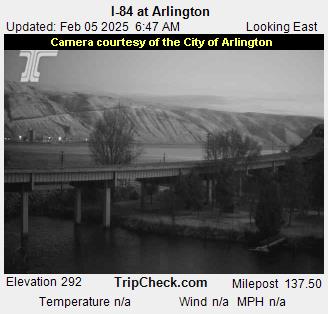 I-84 at Arlington
Updated: Feb 05 2025 6:47 AM Looking East
Camera courtesy of the City of Arlington
Elevation 292 TripCheck.com Milepost 137.50
Temperature n/a Wind n/a MPH n/a